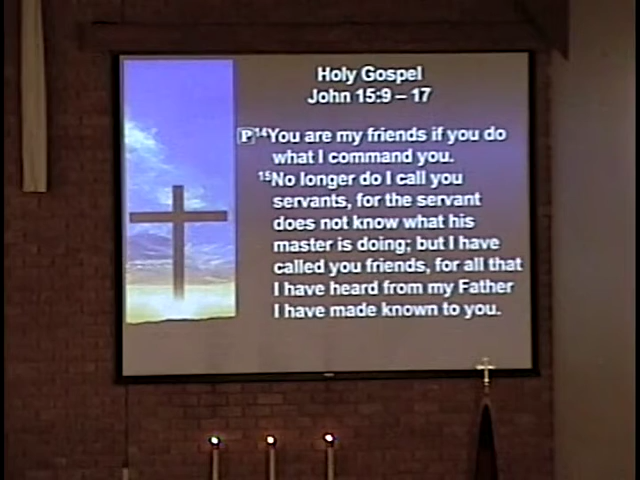 Holy Gospel
John 15:9 – 17
P 14You are my friends if you do
what I command you.
15No longer do I call you
servants, for the servant
does not know what his
master is doing; but I have
called you friends, for all that
I have heard from my Father
I have made known to you.